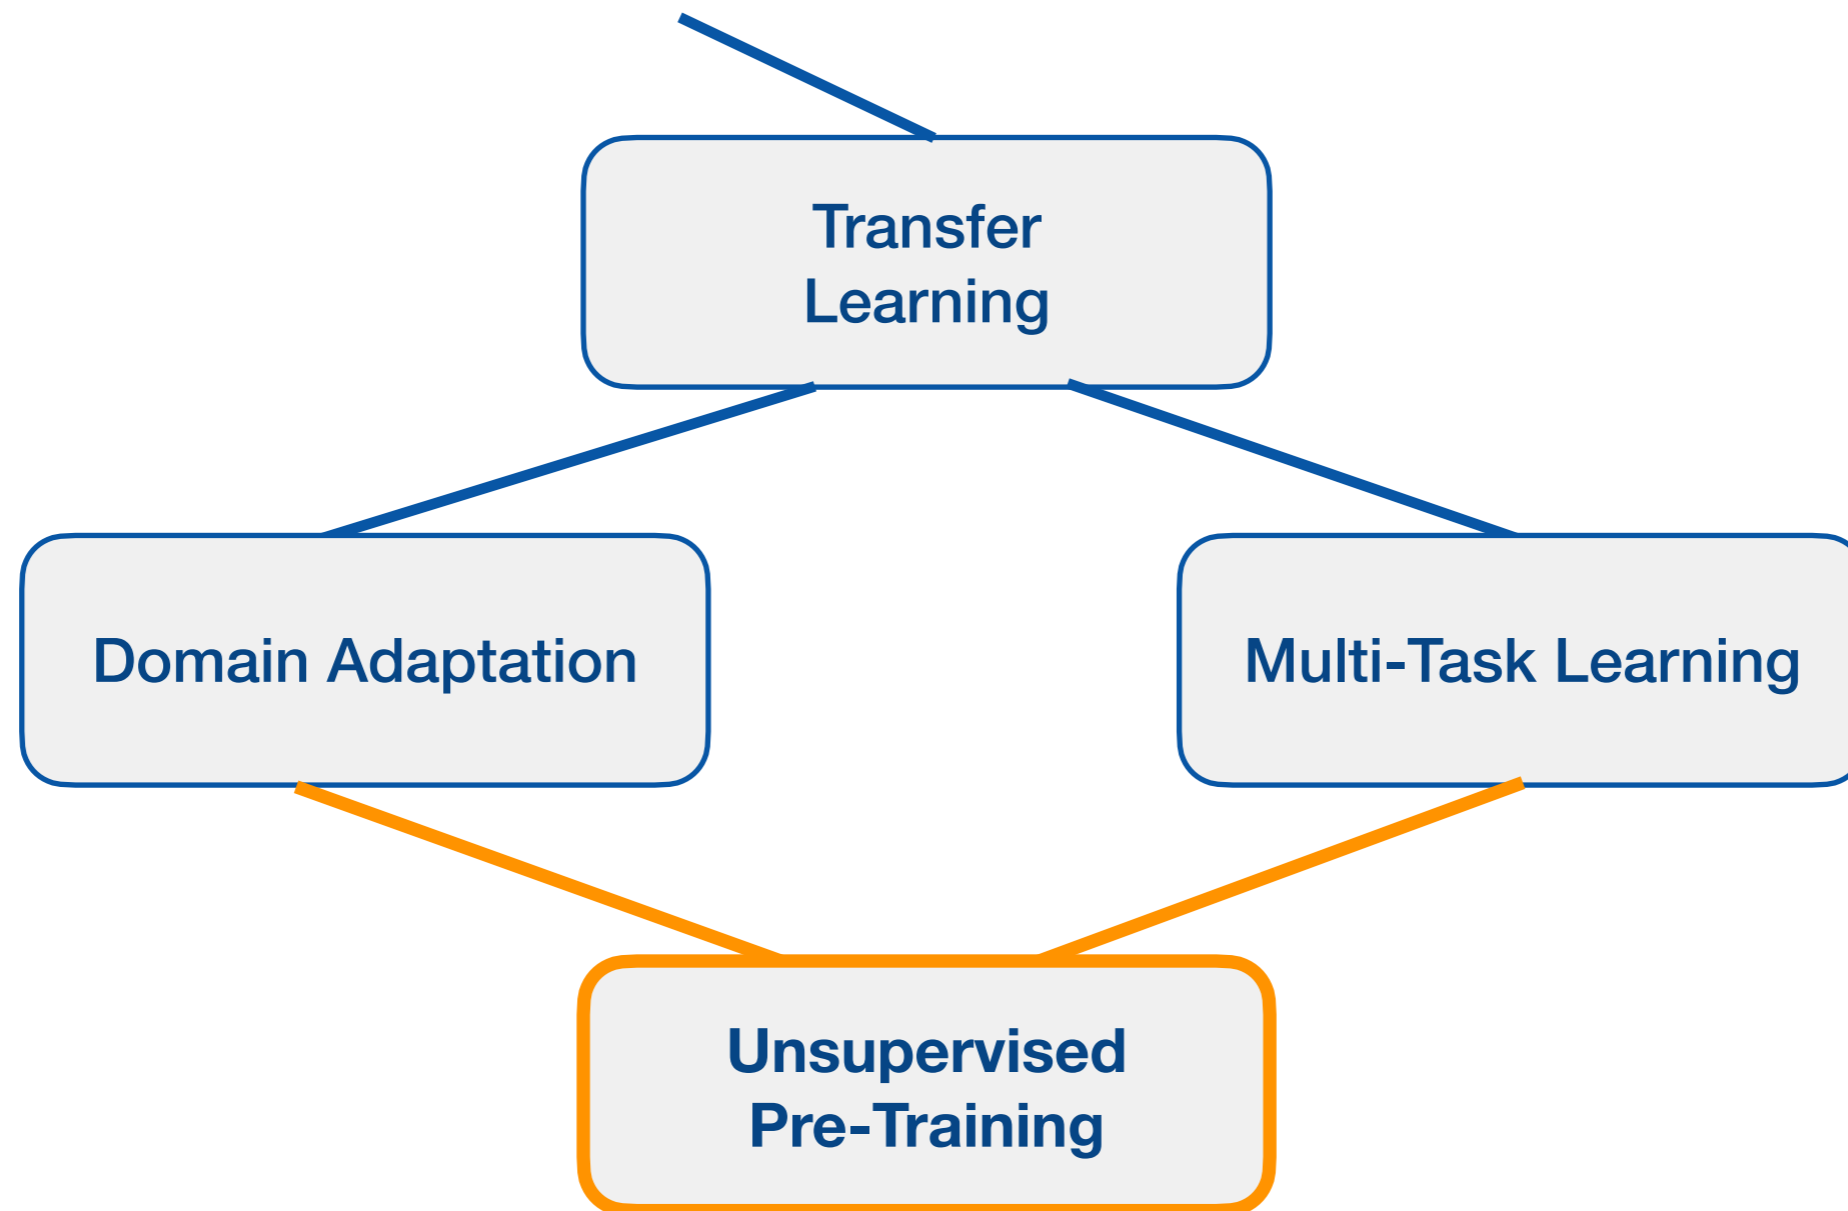 Transfer
Learning
Domain Adaptation
Multi-Task Learning
Unsupervised
Pre-Training